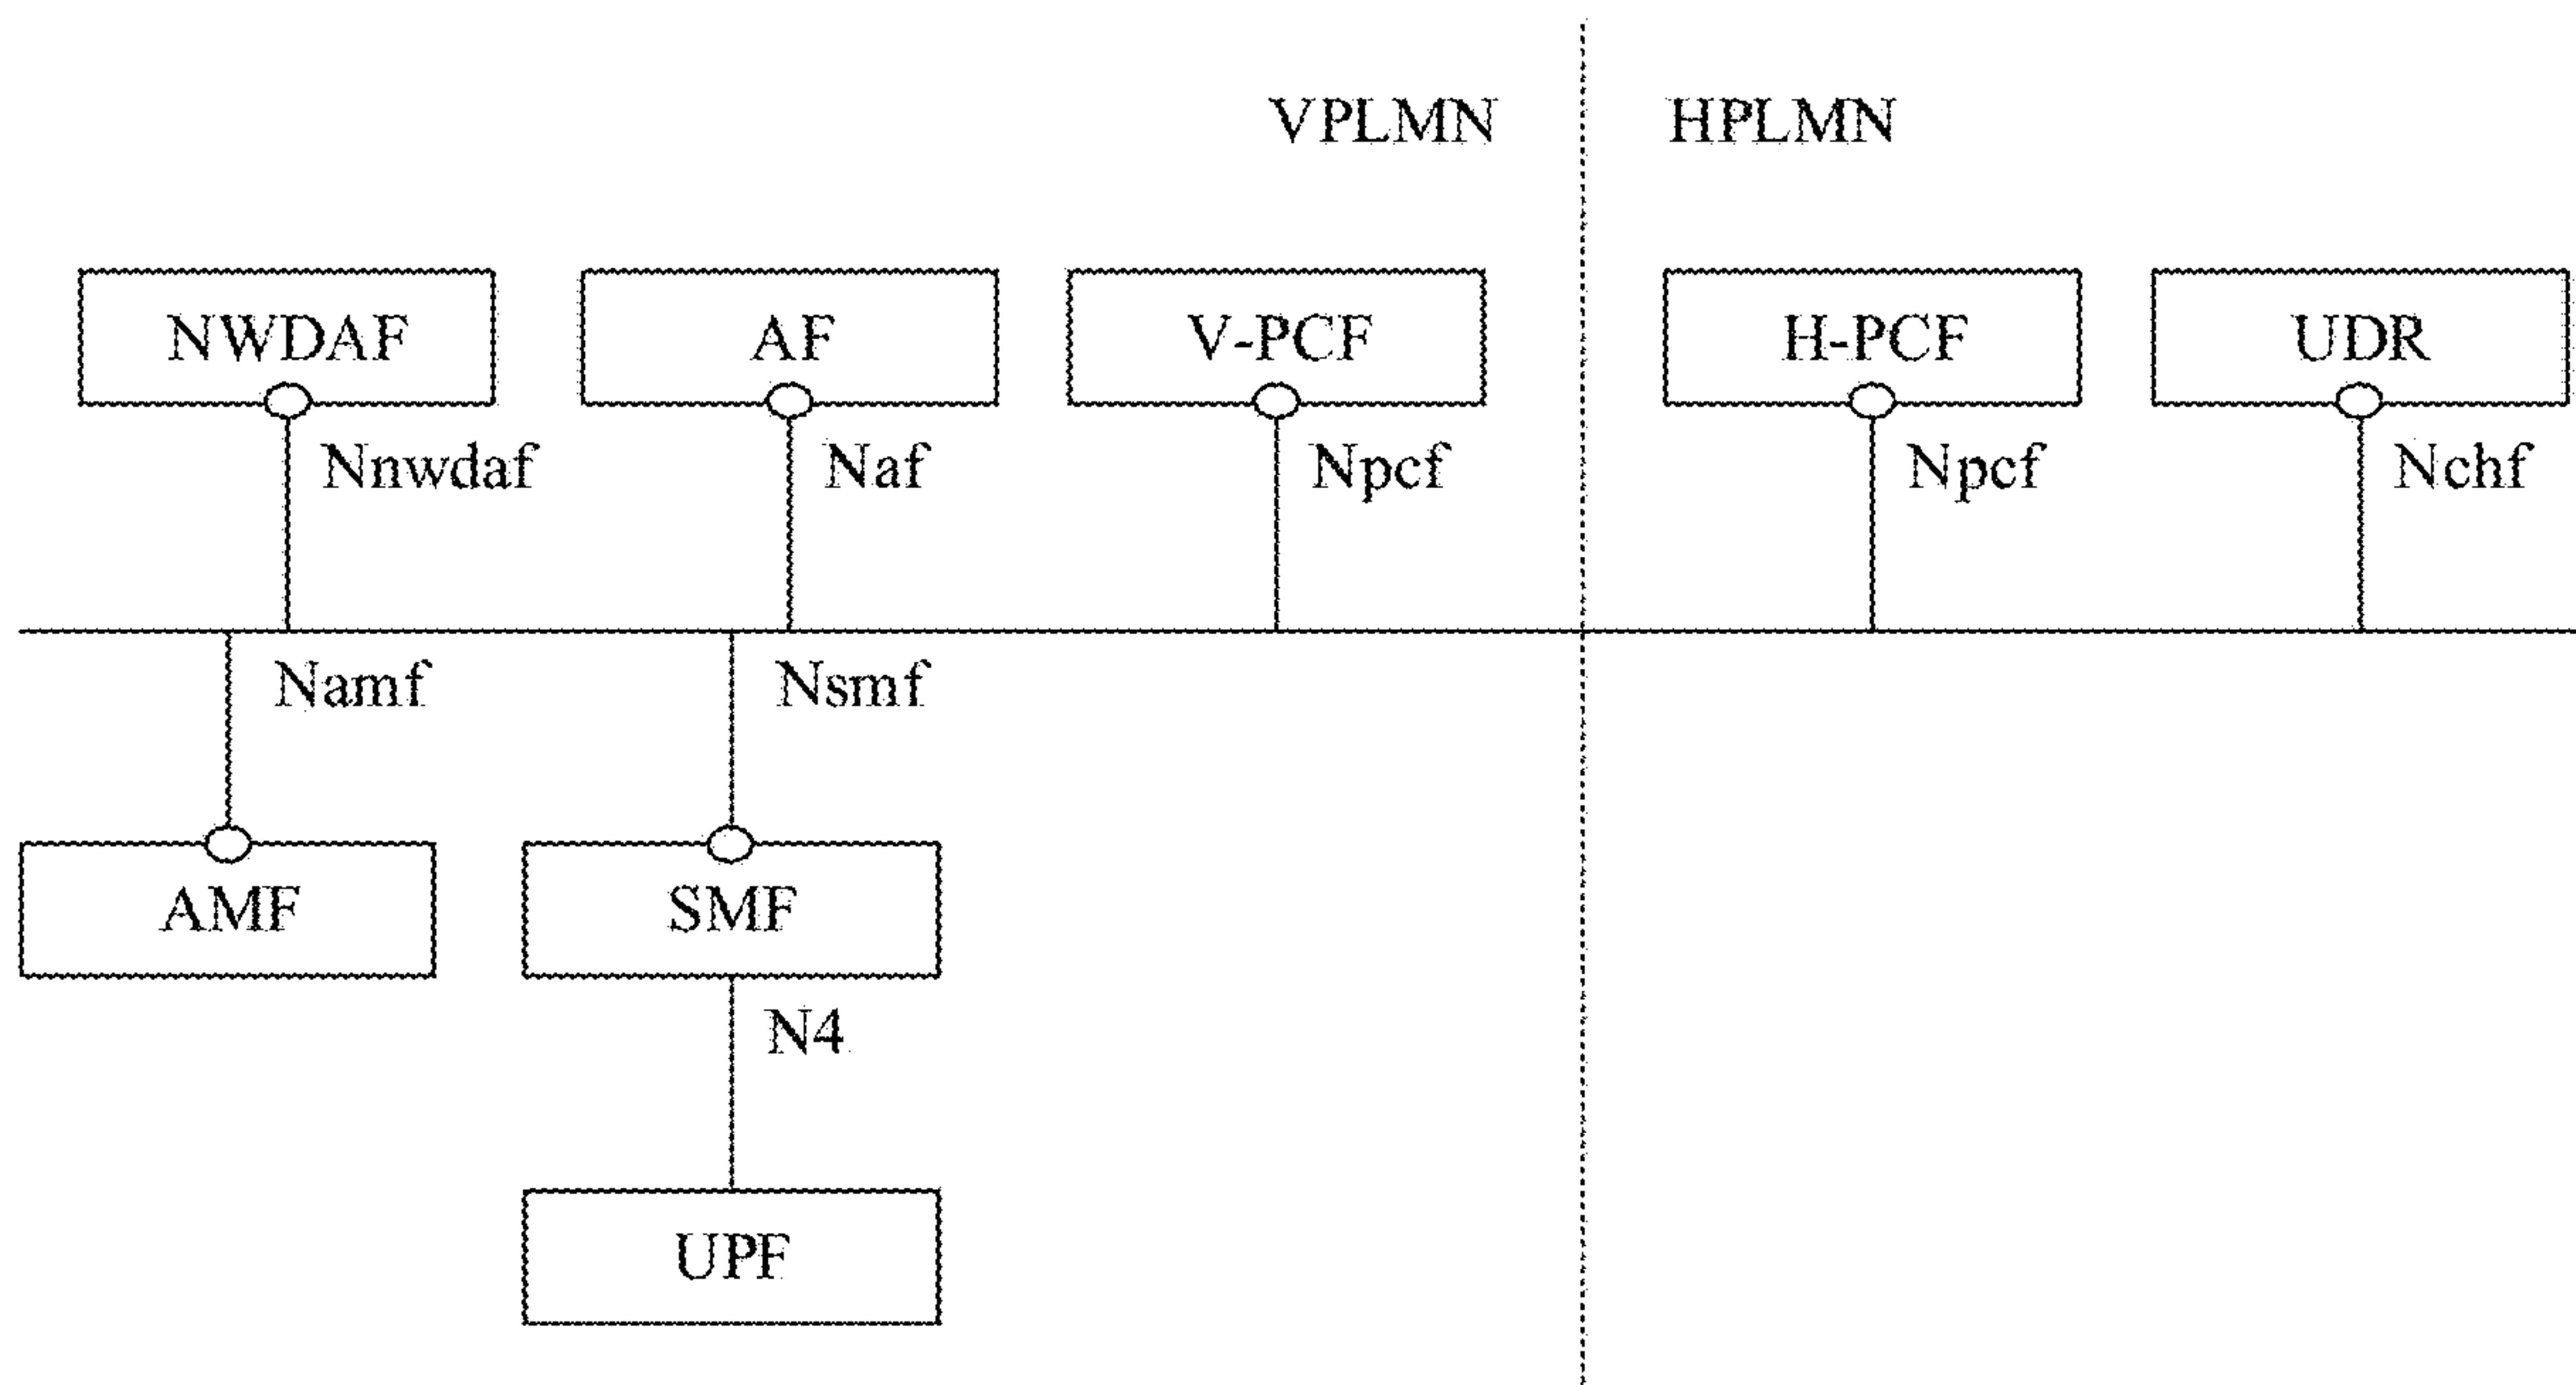 VPLMN HPLMN
NWDAF AF V-PCF H-PCF UDR
Nnwdaf Naf Npcf Npcf Nchf
Namf Nsmf
AMF SMF
N4
UPF